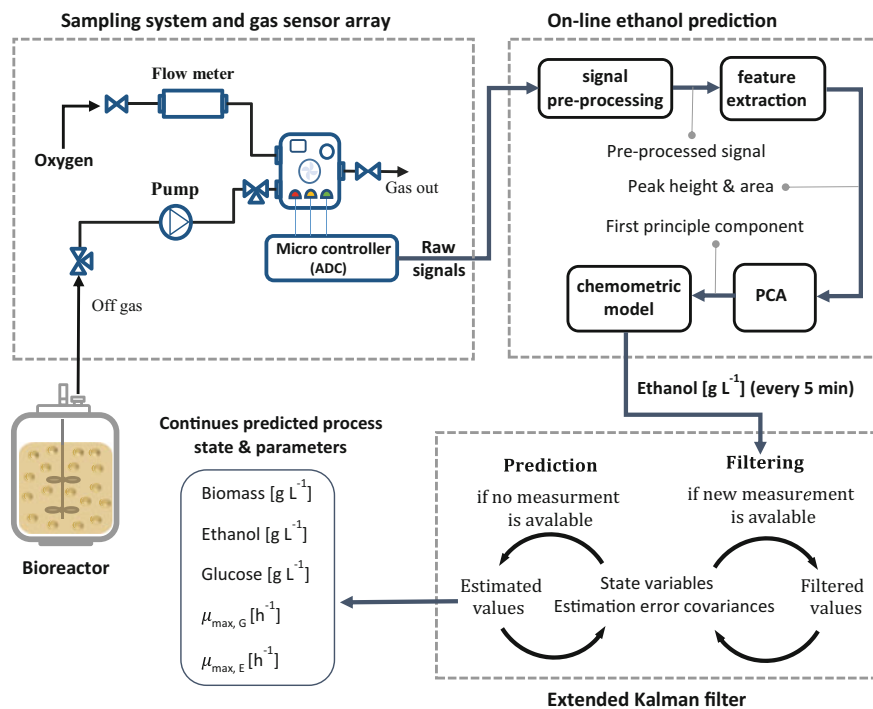 Sampling system and gas sensor array
Flow meter
Oxygen
Pump
Gas out
Micro controller
(ADC)
Raw
signals
Off gas
Bioreactor
On-line ethanol prediction
signal
pre-processing
feature
extraction
Pre-processed signal
Peak height & area
First principle component
chemometric
model
PCA
Ethanol [g L⁻¹] (every 5 min)
Prediction
if no measurment
is avalable
Filtering
if new measurement
is avalable
Estimated
values
State variables
Estimation error covariances
Filtered
values
Extended Kalman filter
Continues predicted process
state & parameters
Biomass [g L⁻¹]
Ethanol [g L⁻¹]
Glucose [g L⁻¹]
μmax, G [h⁻¹]
μmax, E [h⁻¹]